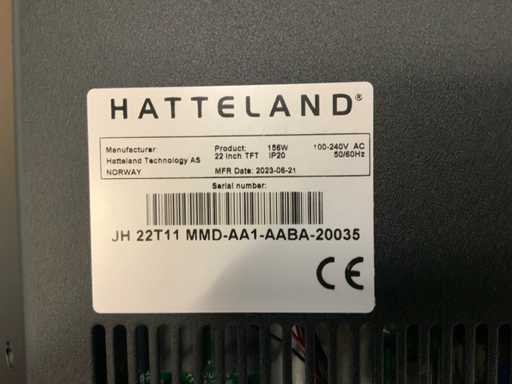 HATTELAND®
Manufacturer: Product: 156W 100-240V AC
Hatteland Technology AS 22 Inch TFT IP20 50/60Hz
NORWAY MFR Date: 2023-06-21
Serial number:
JH 22T11 MMD-AA1-AABA-20035
CE